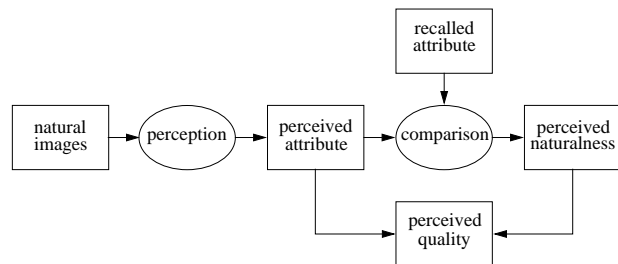 recalled
attribute
natural
images
perception
perceived
attribute
comparison
perceived
naturalness
perceived
quality